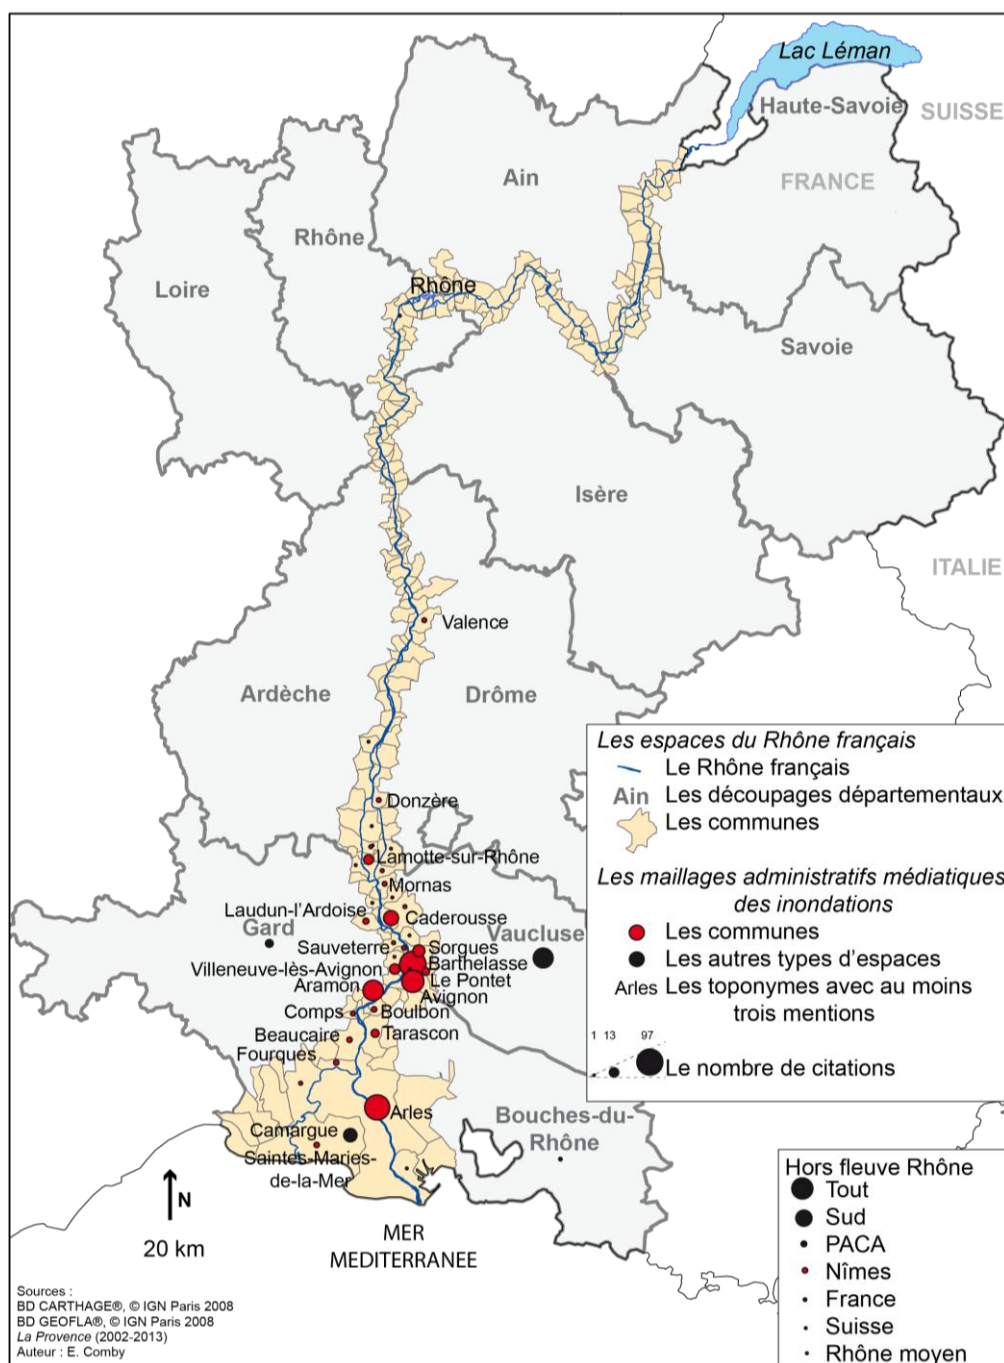 Lac Léman
Haute-Savoie
SUISSE
FRANCE
Ain
Rhône
Loire
Rhône
Savoie
Isère
ITALIE
Valence
Ardèche
Drôme
Donzère
Lamotte-sur-Rhône
Mornas
Laudun-l'Ardoise
Caderousse
Gard
Vaucluse
Sauveterre
Sorgues
Villeneuve-lès-Avignon
Barthelasse
Le Pontet
Aramon
Avignon
Comps
Boulbon
Beaucaire
Tarascon
Fourques
Arles
Camargue
Bouches-du-
Rhône
Saintes-Maries-
de-la-Mer
MER
MEDITERRANEE
N
20 km
Les espaces du Rhône français
Le Rhône français
Ain Les découpages départementaux
Les communes
Les maillages administratifs médiatiques
des inondations
Les communes
Les autres types d'espaces
Arles Les toponymes avec au moins
trois mentions
1 13 97
Le nombre de citations
Hors fleuve Rhône
Tout
Sud
PACA
Nîmes
France
Suisse
Rhône moyen
Sources :
BD CARTHAGE®, © IGN Paris 2008
BD GEOFLA®, © IGN Paris 2008
La Provence (2002-2013)
Auteur : E. Comby